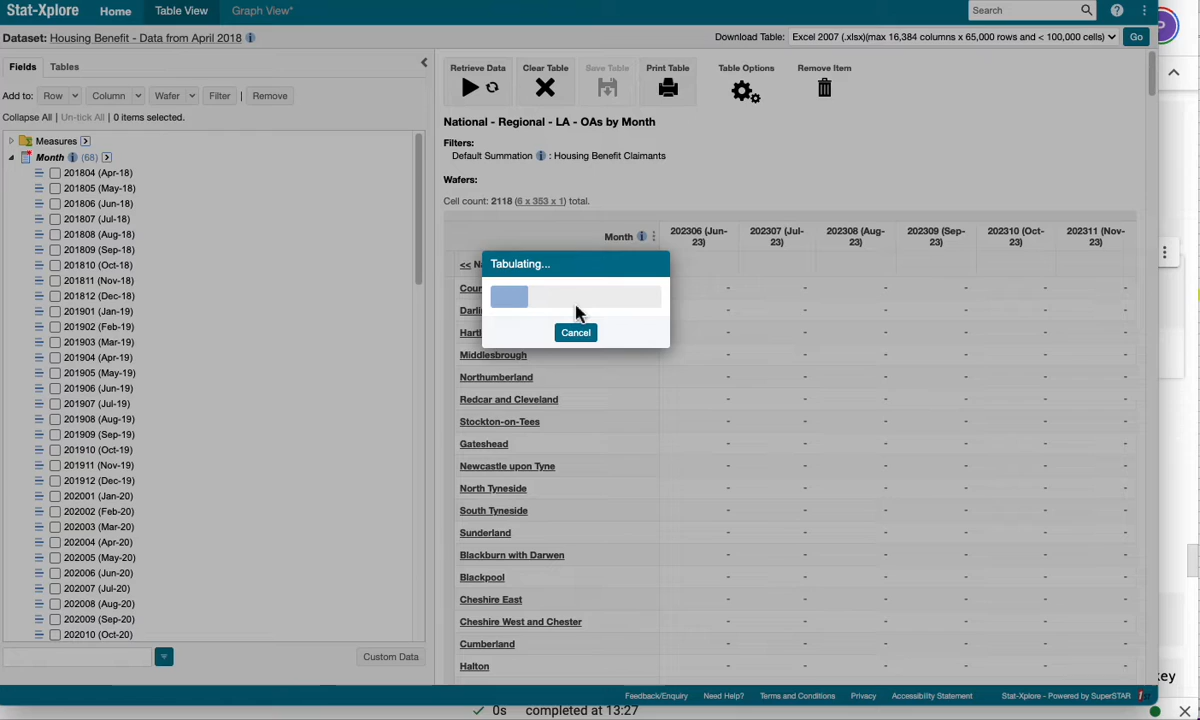 Stat-Xplore Home Table View Graph View* Search
Dataset: Housing Benefit - Data from April 2018
Download Table: Excel 2007 (.xlsx)(max 16,384 columns x 65,000 rows and < 100,000 cells) Go
Fields Tables
Add to: Row Column Wafer Filter | Remove
Collapse All | Un-tick All | 0 items selected.
Measures
Month (68)
201804 (Apr-18)
201805 (May-18)
201806 (Jun-18)
201807 (Jul-18)
201808 (Aug-18)
201809 (Sep-18)
201810 (Oct-18)
201811 (Nov-18)
201812 (Dec-18)
201901 (Jan-19)
201902 (Feb-19)
201903 (Mar-19)
201904 (Apr-19)
201905 (May-19)
201906 (Jun-19)
201907 (Jul-19)
201908 (Aug-19)
201909 (Sep-19)
201910 (Oct-19)
201911 (Nov-19)
201912 (Dec-19)
202001 (Jan-20)
202002 (Feb-20)
202003 (Mar-20)
202004 (Apr-20)
202005 (May-20)
202006 (Jun-20)
202007 (Jul-20)
202008 (Aug-20)
202009 (Sep-20)
202010 (Oct-20)
Custom Data
Retrieve Data Clear Table Save Table Print Table Table Options Remove Item
National - Regional - LA - OAs by Month
Filters:
Default Summation : Housing Benefit Claimants
Wafers:
Cell count: 2118 (6 x 353 x 1) total.
Month 202306 (Jun-23) 202307 (Jul-23) 202308 (Aug-23) 202309 (Sep-23) 202310 (Oct-23) 202311 (Nov-23)
<< Na
Tabulating...
Cancel
Cour - - - - - -
Darli - - - - - -
Hartl - - - - - -
Middlesbrough - - - - - -
Northumberland - - - - - -
Redcar and Cleveland - - - - - -
Stockton-on-Tees - - - - - -
Gateshead - - - - - -
Newcastle upon Tyne - - - - - -
North Tyneside - - - - - -
South Tyneside - - - - - -
Sunderland - - - - - -
Blackburn with Darwen - - - - - -
Blackpool - - - - - -
Cheshire East - - - - - -
Cheshire West and Chester - - - - - -
Cumberland - - - - - -
Halton - - - - - -
Feedback/Enquiry Need Help? Terms and Conditions Privacy Accessibility Statement Stat-Xplore - Powered by SuperSTAR
key
0s completed at 13:27